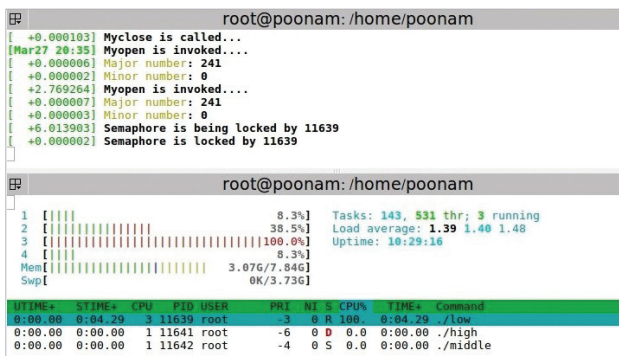 root@poonam: /home/poonam
[  +0.000103] Myclose is called...
[Mar27 20:35] Myopen is invoked....
[  +0.000006] Major number: 241
[  +0.000002] Minor number: 0
[  +2.769264] Myopen is invoked....
[  +0.000007] Major number: 241
[  +0.000003] Minor number: 0
[  +6.013903] Semaphore is being locked by 11639
[  +0.000002] Semaphore is locked by 11639
root@poonam: /home/poonam
1 [|||| 8.3%] Tasks: 143, 531 thr; 3 running
2 [||||||||||||||| 38.5%] Load average: 1.39 1.40 1.48
3 [||||||||||||||||||||||||||||||||100.0%] Uptime: 10:29:16
4 [|||| 8.3%]
Mem[||||||||||||||||||||||| 3.07G/7.84G]
Swp[ 0K/3.73G]
UTIME+ STIME+ CPU PID USER PRI NI S CPU% TIME+ Command
0:00.00 0:04.29 3 11639 root -3 0 R 100. 0:04.29 ./low
0:00.00 0:00.00 1 11641 root -6 0 D 0.0 0:00.00 ./high
0:00.00 0:00.00 1 11642 root -4 0 S 0.0 0:00.00 ./middle